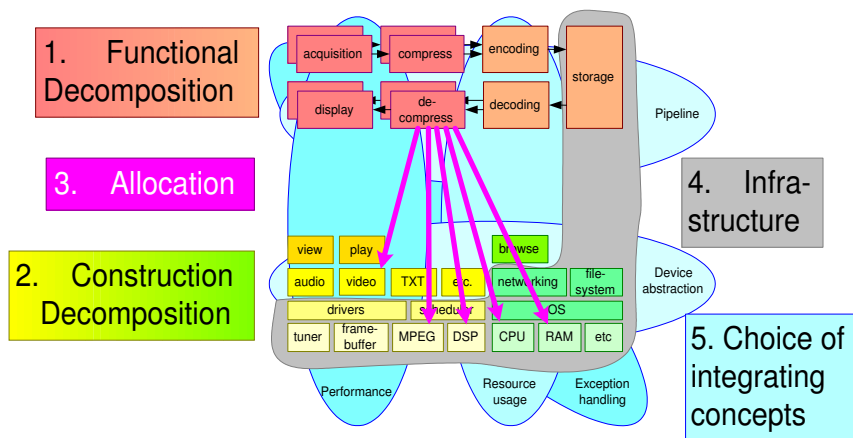 1. Functional
Decomposition
acquisition
compress
encoding
storage
display
de-
compress
decoding
Pipeline
3. Allocation
4. Infra-
structure
view
play
browse
2. Construction
Decomposition
audio
video
TXT
etc.
networking
file-
system
Device
abstraction
drivers
scheduler
OS
tuner
frame-
buffer
MPEG
DSP
CPU
RAM
etc
5. Choice of
integrating
concepts
Performance
Resource
usage
Exception
handling